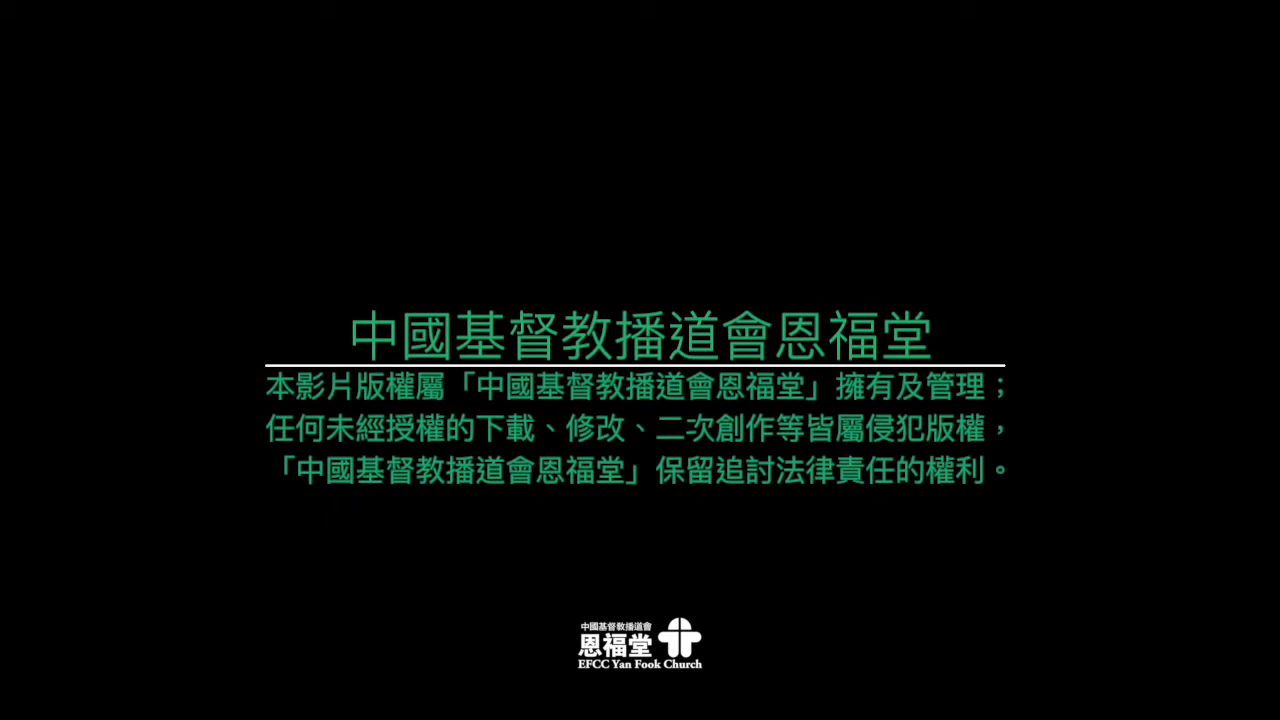 中國基督教播道會恩福堂
本影片版權屬「中國基督教播道會恩福堂」擁有及管理；
任何未經授權的下載、修改、二次創作等皆屬侵犯版權，
「中國基督教播道會恩福堂」保留追討法律責任的權利。
中國基督教播道會
恩福堂
EFCC Yan Fook Church